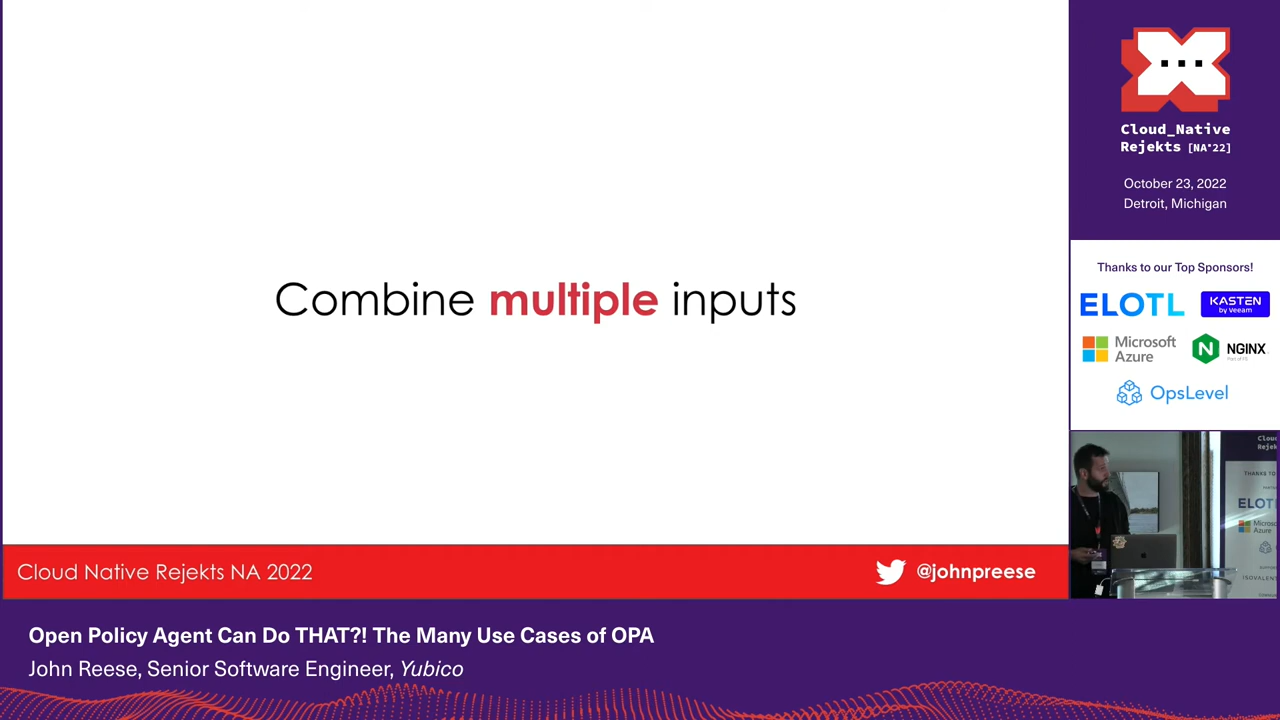 Combine multiple inputs
Cloud Native Rejekts NA 2022
@johnpreese
Cloud_Native
Rejekts [NA'22]
October 23, 2022
Detroit, Michigan
Thanks to our Top Sponsors!
ELOTL
KASTEN
by Veeam
Microsoft
Azure
NGINX
OpsLevel
ELOTL
ISOVALENT
Open Policy Agent Can Do THAT?! The Many Use Cases of OPA
John Reese, Senior Software Engineer, Yubico